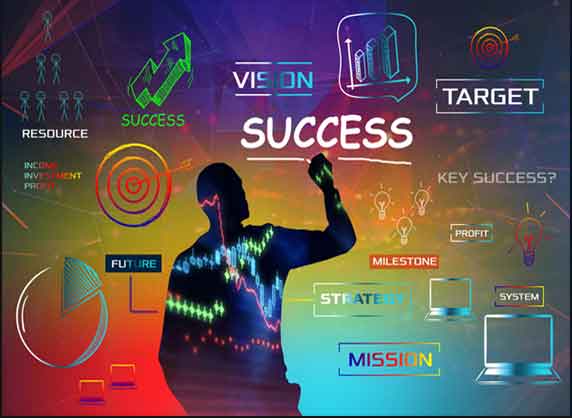 VISION
SUCCESS
TARGET
SUCCESS
RESOURCE
INCOME
INVESTMENT
PROFIT
KEY SUCCESS?
PROFIT
FUTURE
MILESTONE
STRATEGY
SYSTEM
MISSION